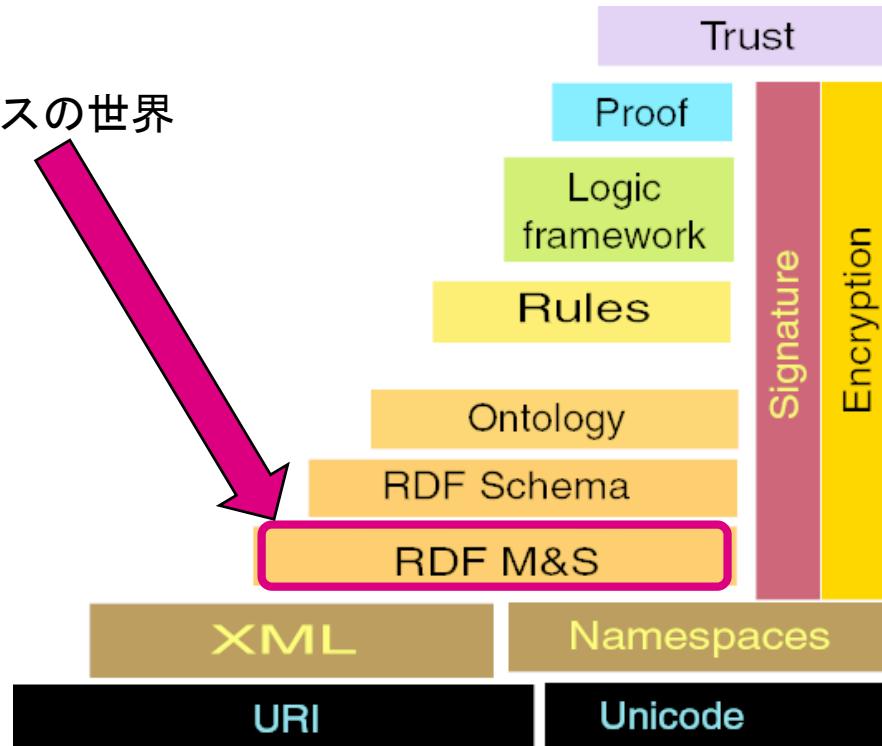 Trust
スの世界
Proof
Logic
framework
Rules
Signature
Encryption
Ontology
RDF Schema
RDF M&S
XML
Namespaces
URI
Unicode